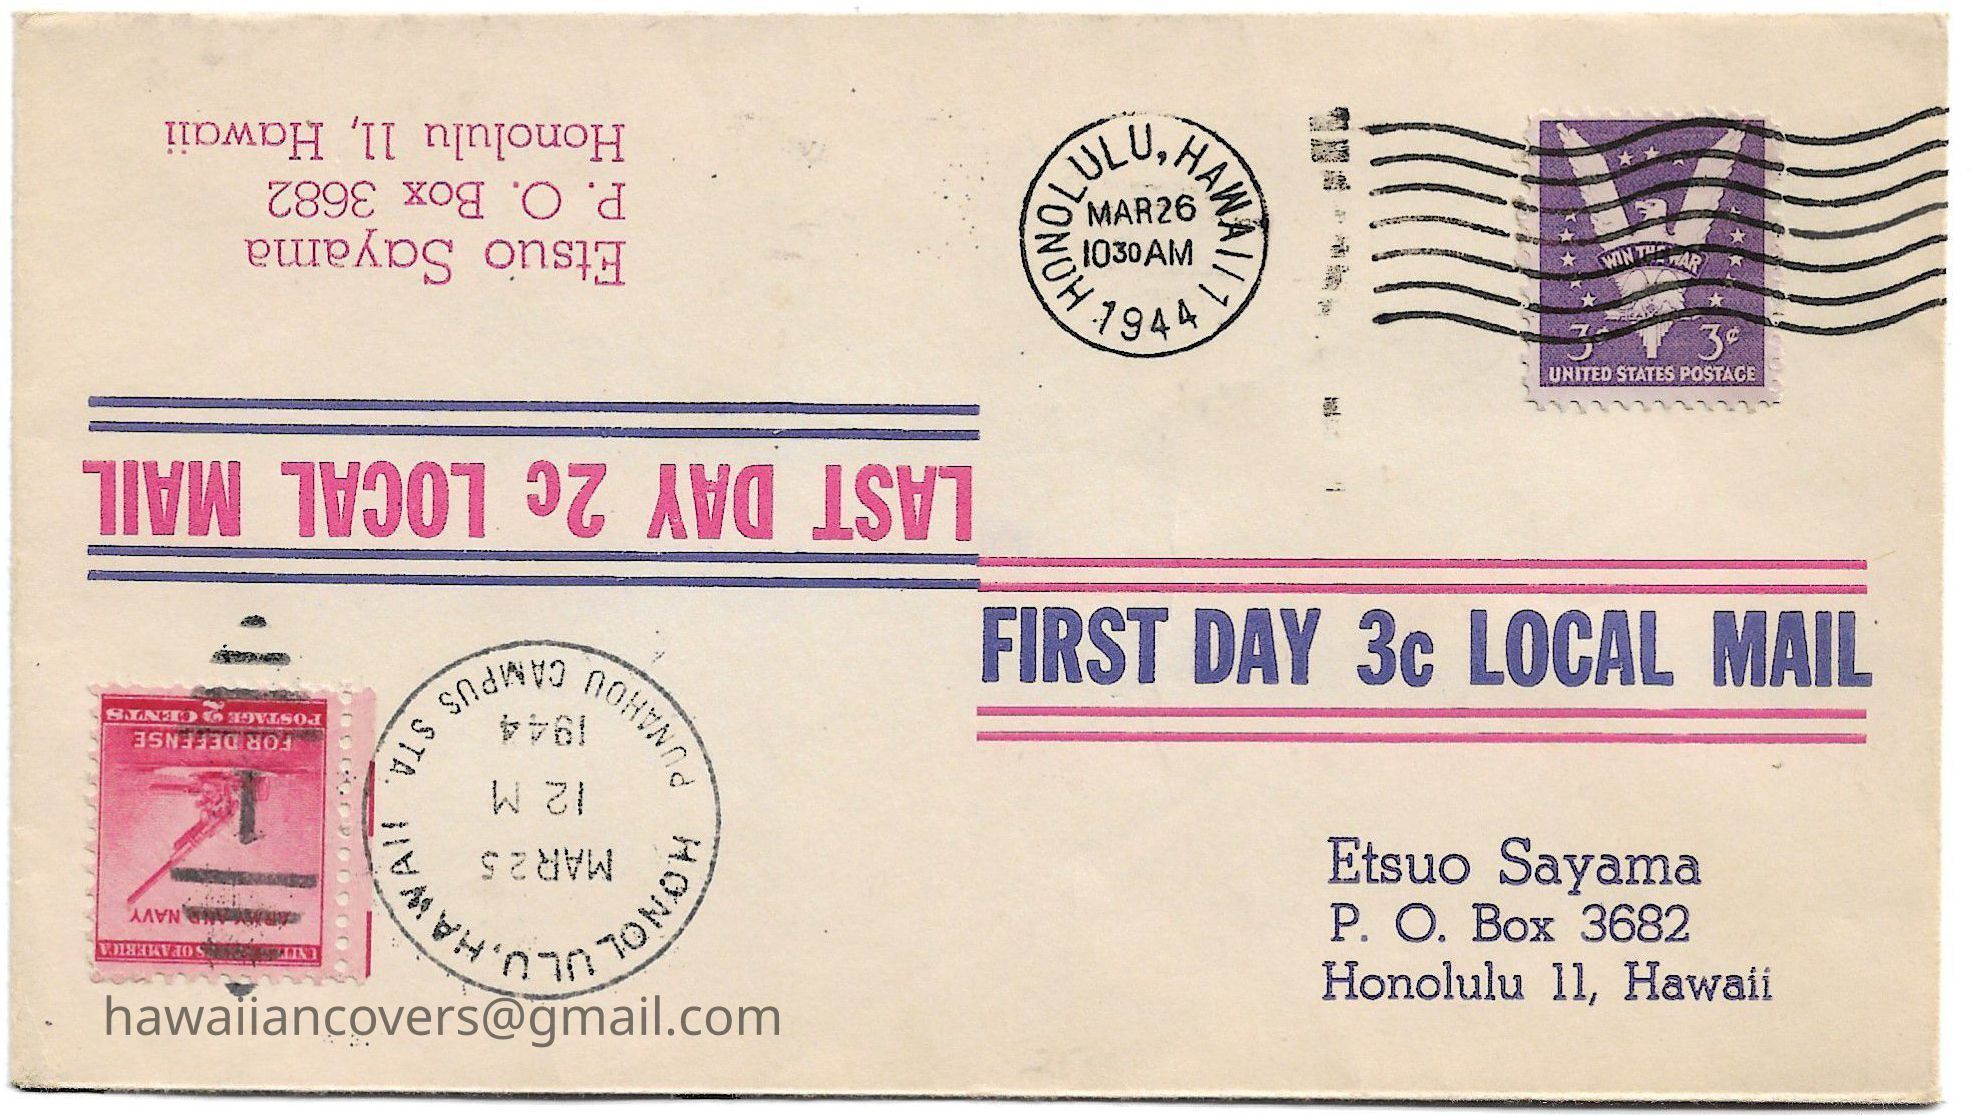 HONOLULU, HAWAII 1
MAR 26
10 30 AM
1944
WIN THE WAR
3¢ 3¢
UNITED STATES POSTAGE
FIRST DAY 3c LOCAL MAIL
Etsuo Sayama
P. O. Box 3682
Honolulu 11, Hawaii
Etsuo Sayama
P. O. Box 3682
Honolulu 11, Hawaii
LAST DAY 2c LOCAL MAIL
HONOLULU, HAWAII
MAR 25
12 M
1944
PUNAHOU CAMPUS STA.
1
UNITED STATES OF AMERICA
ARMY AND NAVY
FOR DEFENSE
POSTAGE 2 CENTS
hawaiiancovers@gmail.com